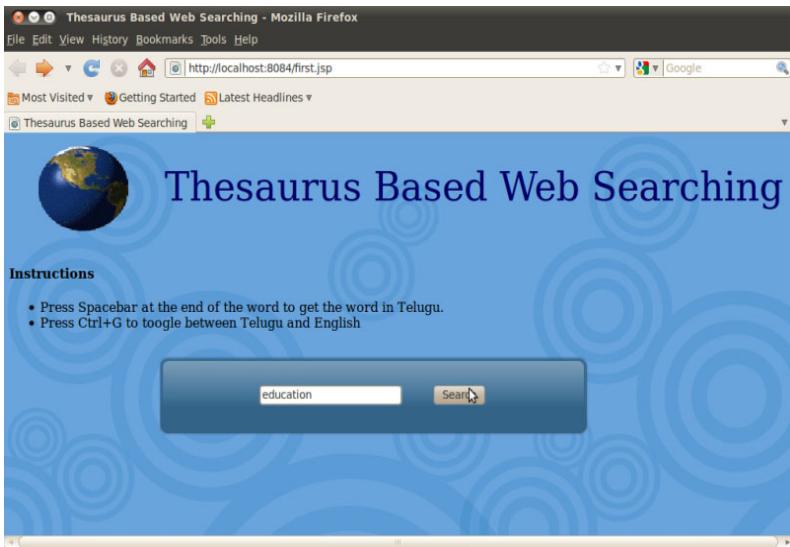 Thesaurus Based Web Searching - Mozilla Firefox
File Edit View History Bookmarks Tools Help
http://localhost:8084/first.jsp Google
Most Visited Getting Started Latest Headlines
Thesaurus Based Web Searching
Thesaurus Based Web Searching
Instructions
• Press Spacebar at the end of the word to get the word in Telugu.
• Press Ctrl+G to toogle between Telugu and English
education Search